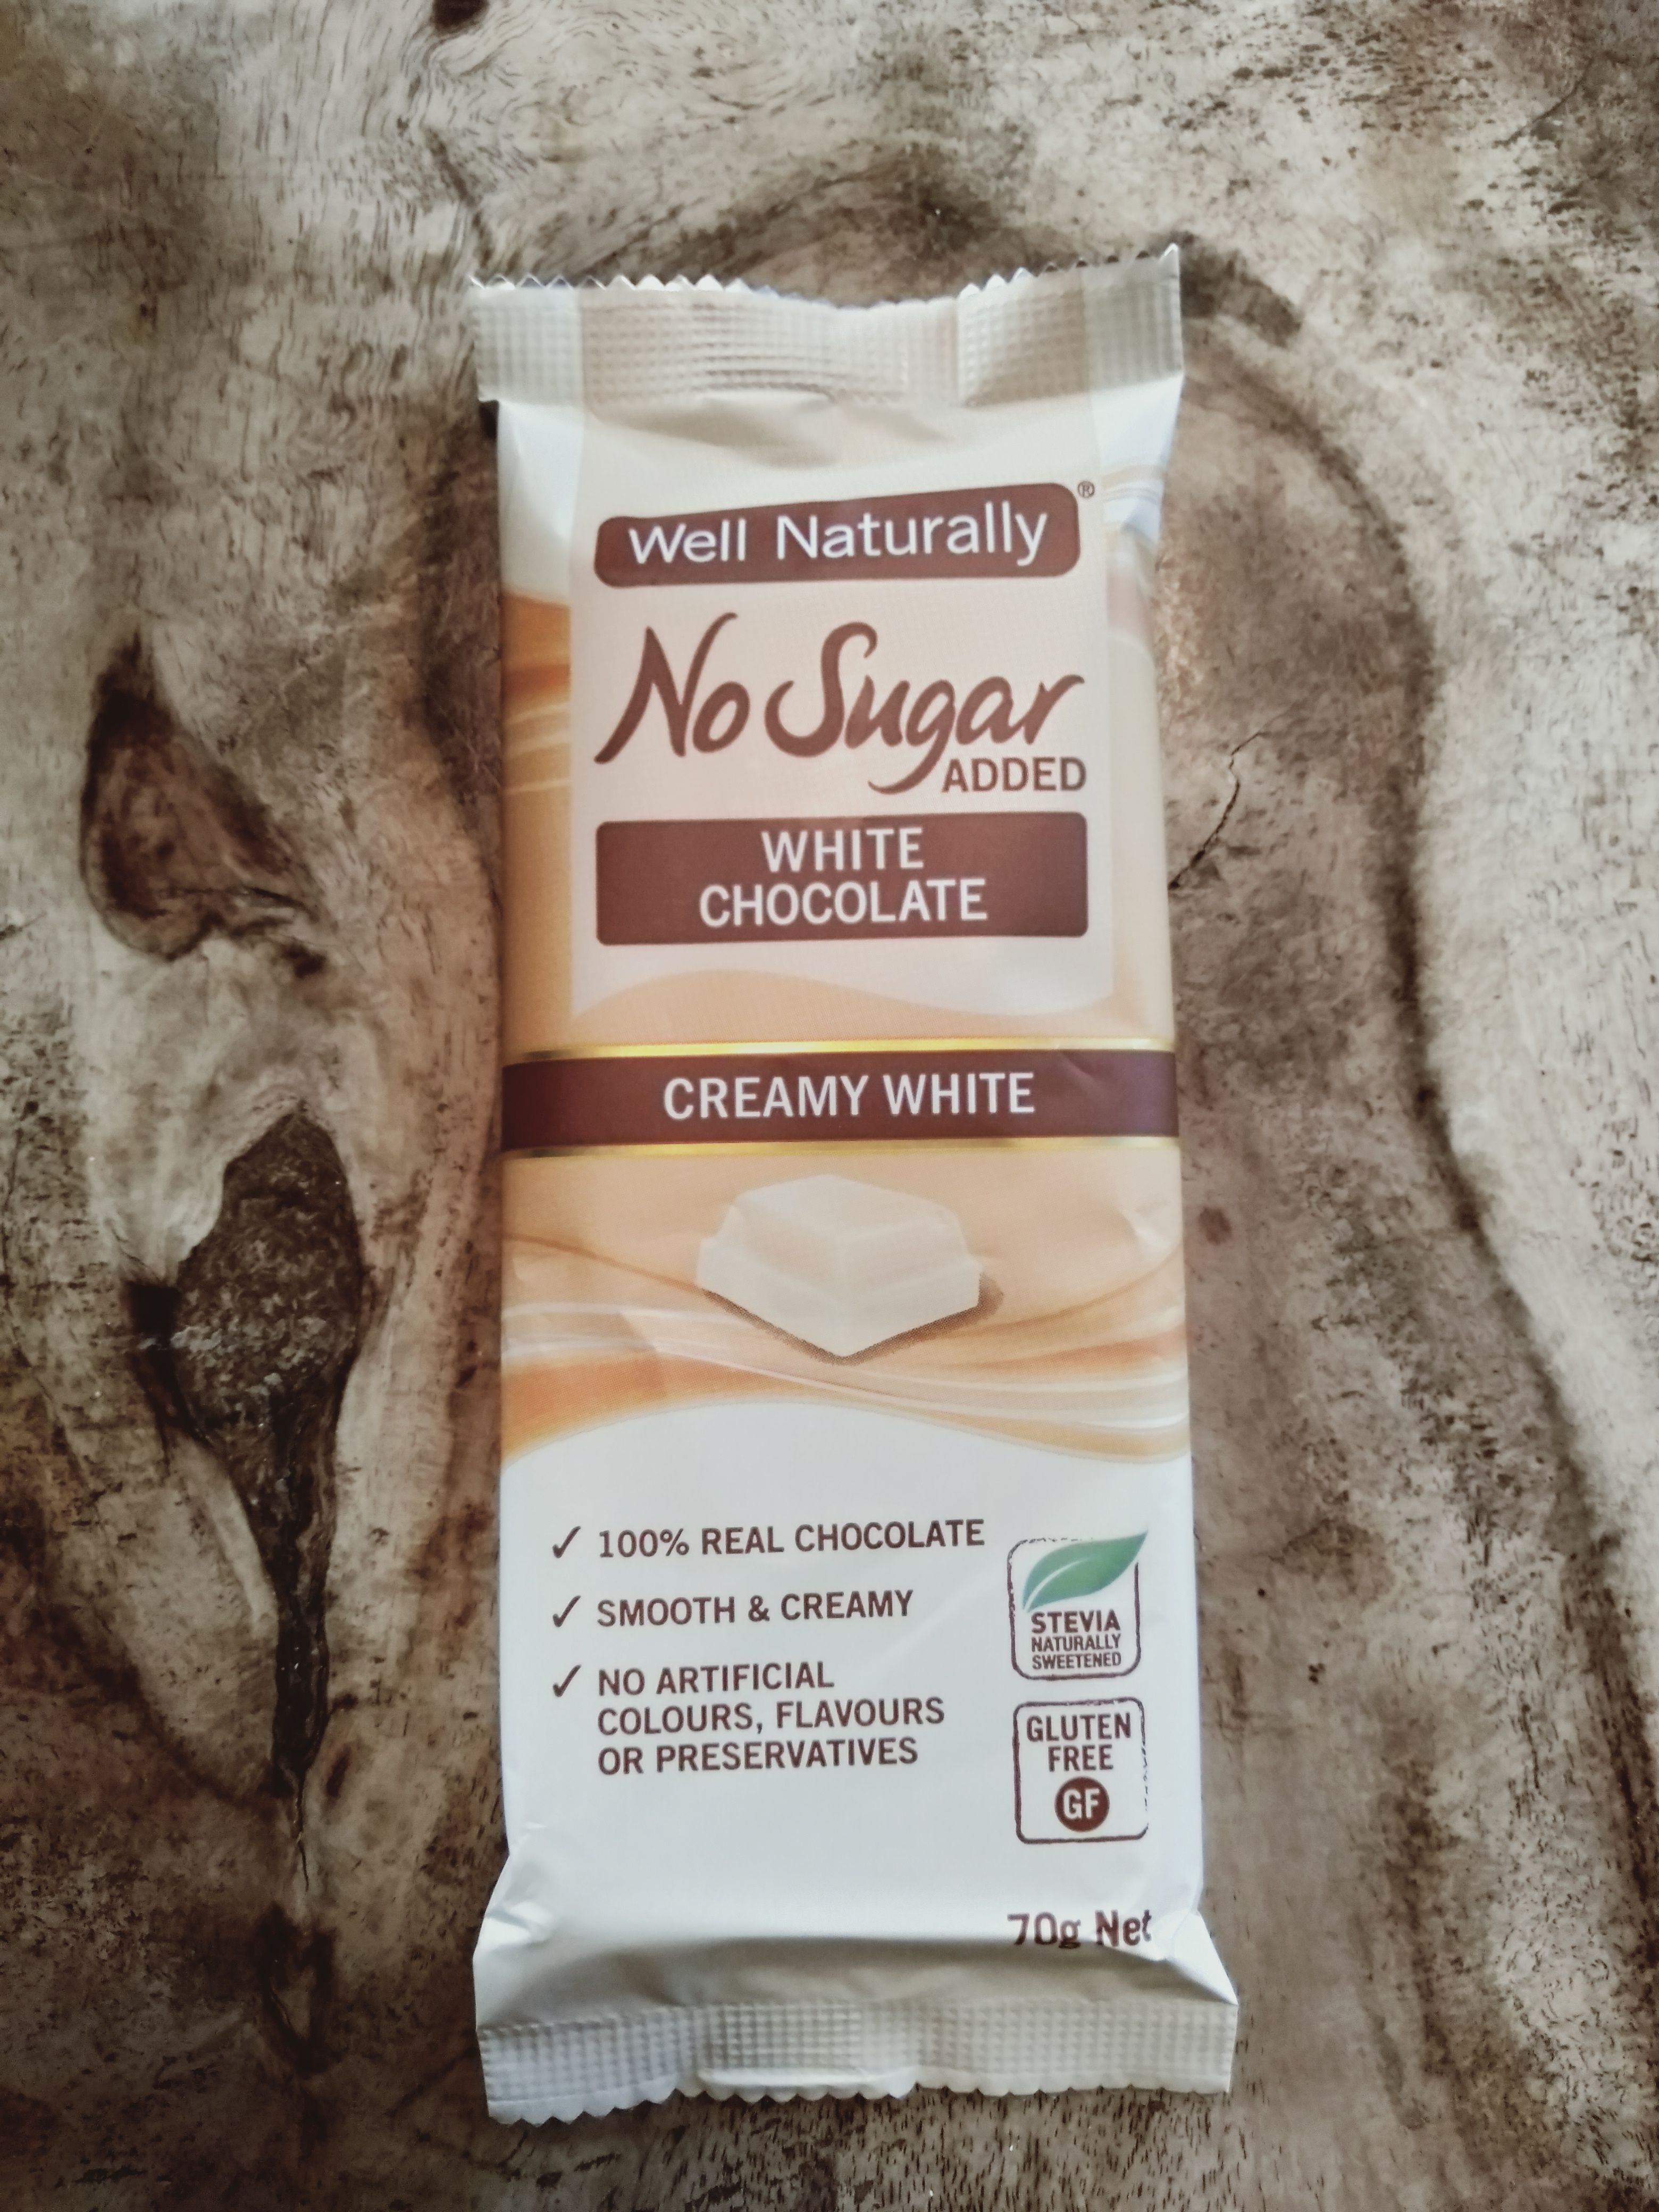 Well Naturally®
No Sugar
ADDED
WHITE
CHOCOLATE
CREAMY WHITE
✓ 100% REAL CHOCOLATE
✓ SMOOTH & CREAMY
✓ NO ARTIFICIAL
COLOURS, FLAVOURS
OR PRESERVATIVES
STEVIA
NATURALLY
SWEETENED
GLUTEN
FREE
GF
70g Net